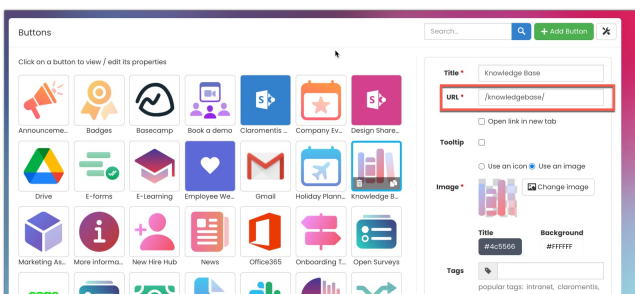 Buttons
Search...
+ Add Button
Click on a button to view / edit its properties
Announceme...
Badges
Basecamp
Book a demo
Claromentis ...
Company Ev...
Design Share...
Drive
E-forms
E-Learning
Employee We...
Gmail
Holiday Plann...
Knowledge B...
Marketing As...
More informa...
New Hire Hub
News
Office365
Onboarding T...
Open Surveys
Title *
Knowledge Base
URL *
/knowledgebase/
Open link in new tab
Tooltip
Use an icon
Use an image
Image *
Change image
Title
Background
#4c5566
#FFFFFF
Tags
popular tags: intranet, claromentis,